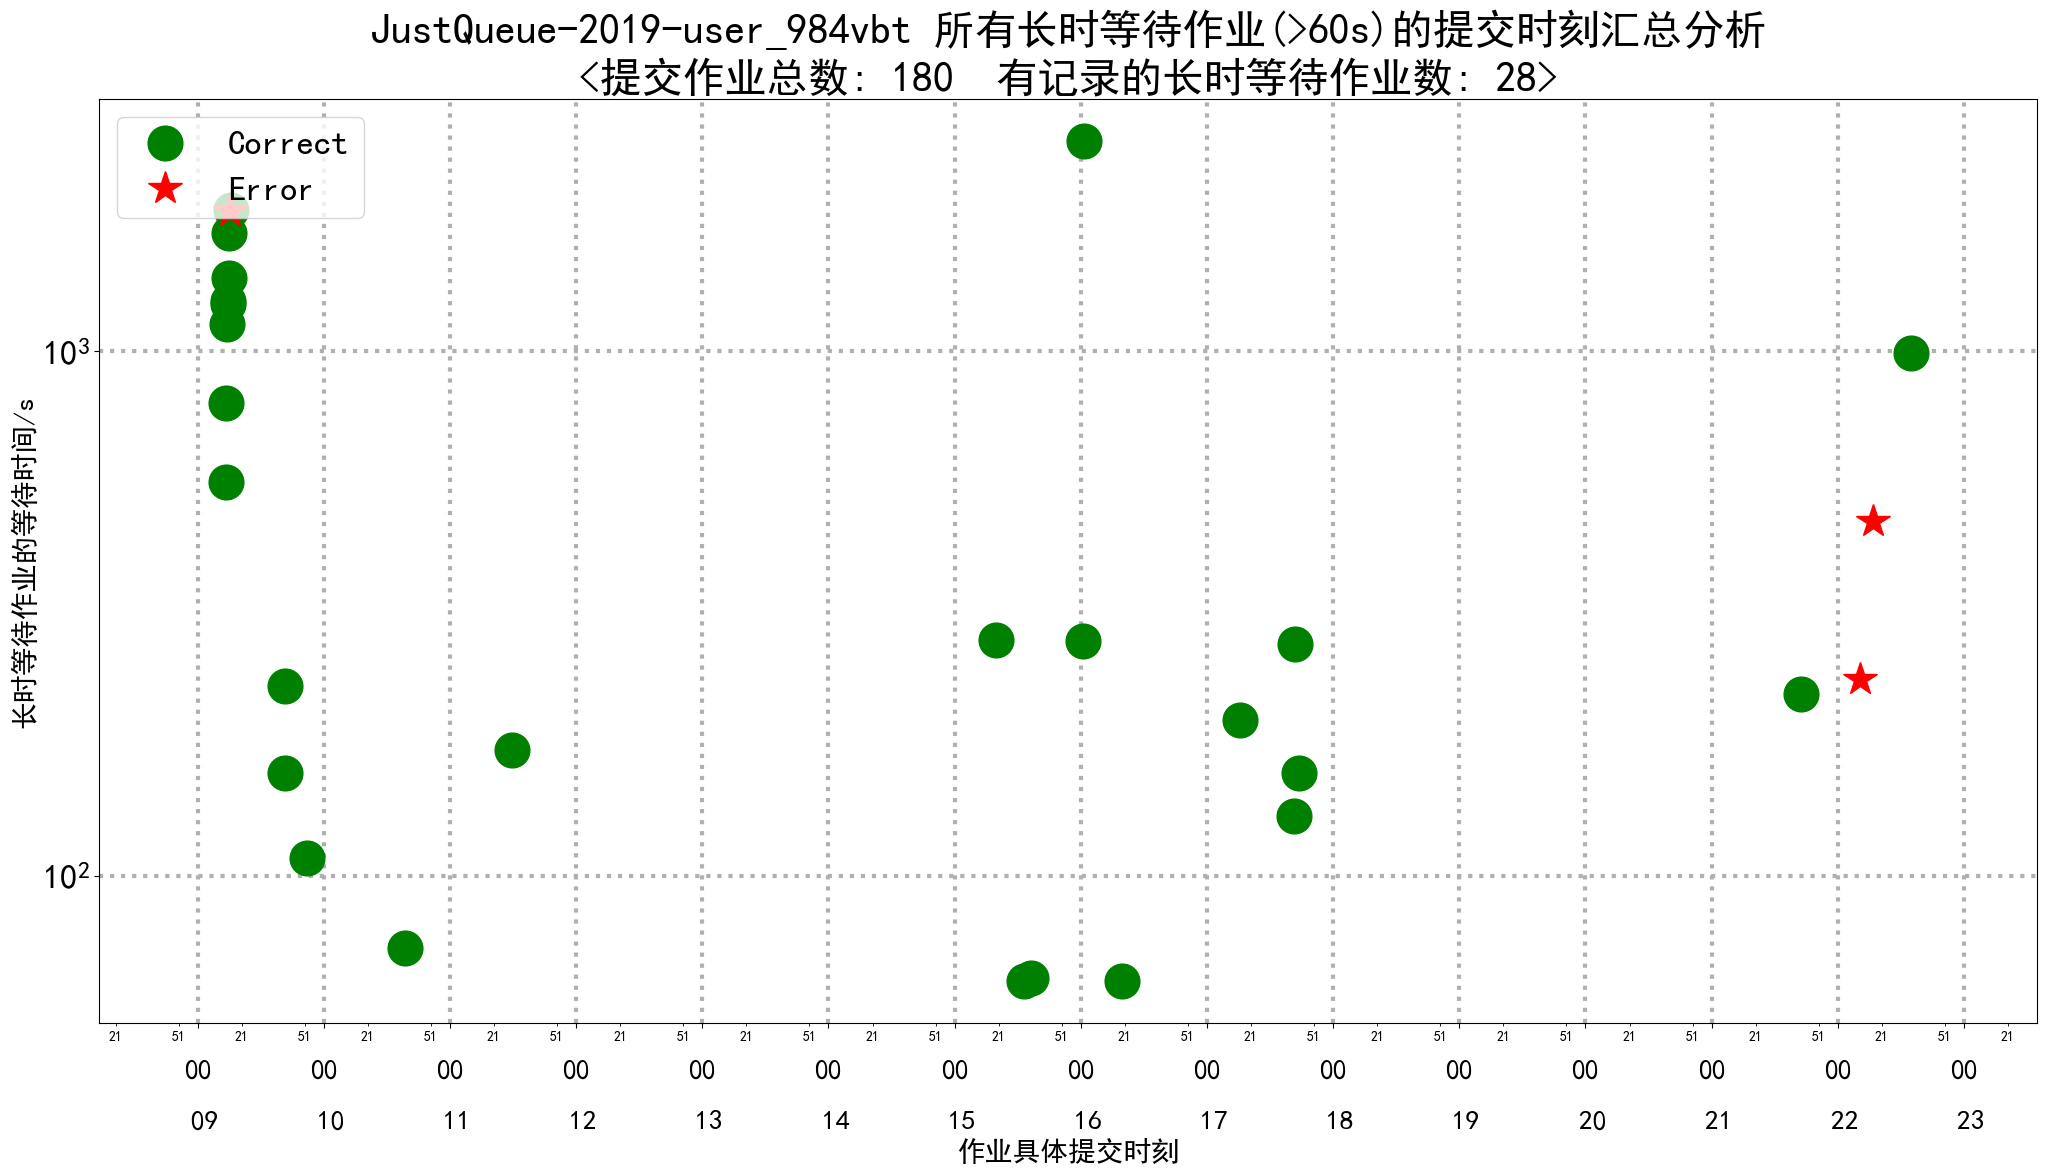 JustQueue-2019-user_984vbt 所有长时等待作业(>60s)的提交时刻汇总分析
<提交作业总数: 180  有记录的长时等待作业数: 28>
Correct
Error
长时等待作业的等待时间/s
10³
10²
21 51 21 51 21 51 21 51 21 51 21 51 21 51 21 51 21 51 21 51 21 51 21 51 21 51 21 51 21 51 21
00 00 00 00 00 00 00 00 00 00 00 00 00 00 00
09 10 11 12 13 14 15 16 17 18 19 20 21 22 23
作业具体提交时刻